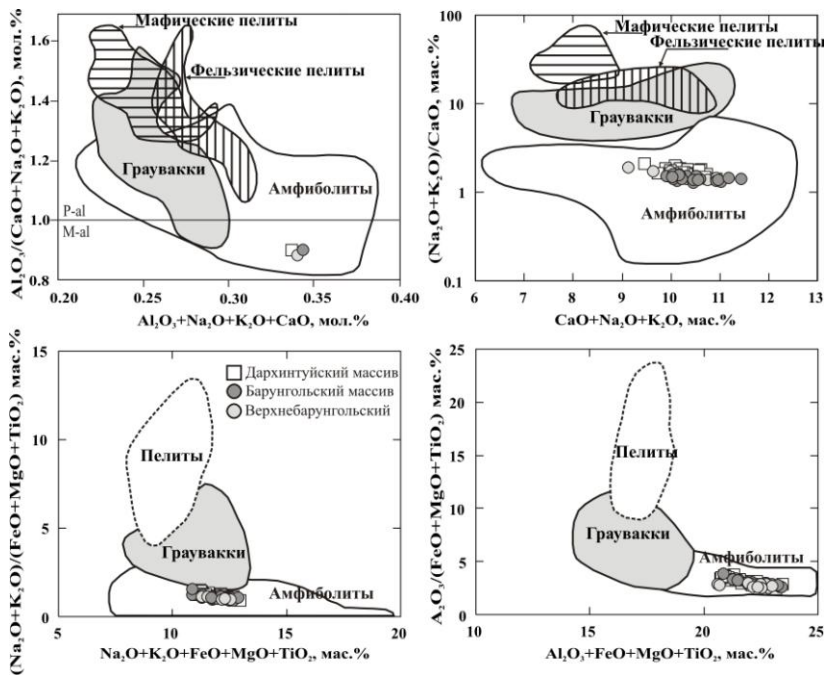 Al₂O₃/(CaO+Na₂O+K₂O), мол.%
1.6
1.4
1.2
1.0
0.8
Мафические пелиты
Фельзические пелиты
Граувакки
Амфиболиты
P-al
M-al
0.20
0.25
0.30
0.35
0.40
Al₂O₃+Na₂O+K₂O+CaO, мол.%
(Na₂O+K₂O)/CaO, мас.%
100
10
1
0.1
Мафические пелиты
Фельзические пелиты
Граувакки
Амфиболиты
6
7
8
9
10
11
12
13
CaO+Na₂O+K₂O, мас.%
(Na₂O+K₂O)/(FeO+MgO+TiO₂) мас.%
15
10
5
0
Дархинтуйский массив
Барунгольский массив
Верхнебарунгольский
Пелиты
Граувакки
Амфиболиты
5
10
15
20
Na₂O+K₂O+FeO+MgO+TiO₂, мас.%
A₂O₃/(FeO+MgO+TiO₂) мас.%
25
20
15
10
5
0
Пелиты
Граувакки
Амфиболиты
10
15
20
25
Al₂O₃+FeO+MgO+TiO₂, мас.%